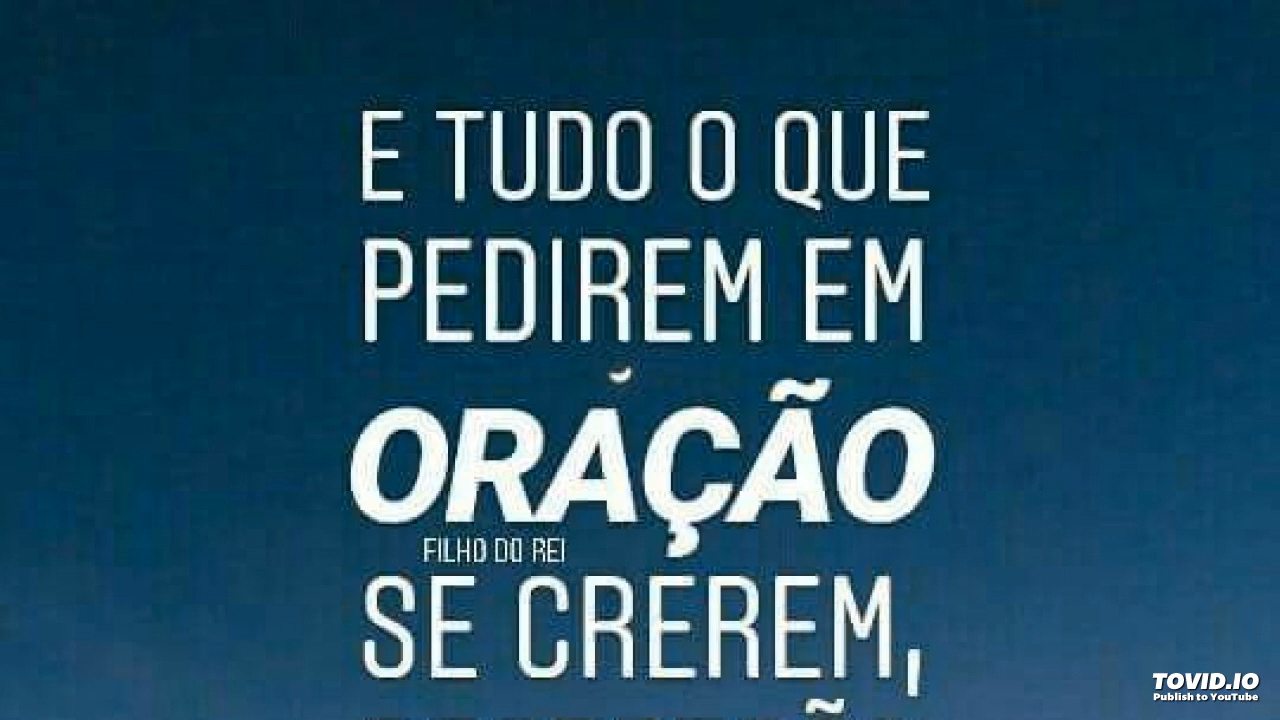 E TUDO O QUE
PEDIREM EM
ORAÇÃO
FILHO DO REI
SE CREREM,
TOVID.IO
Publish to YouTube